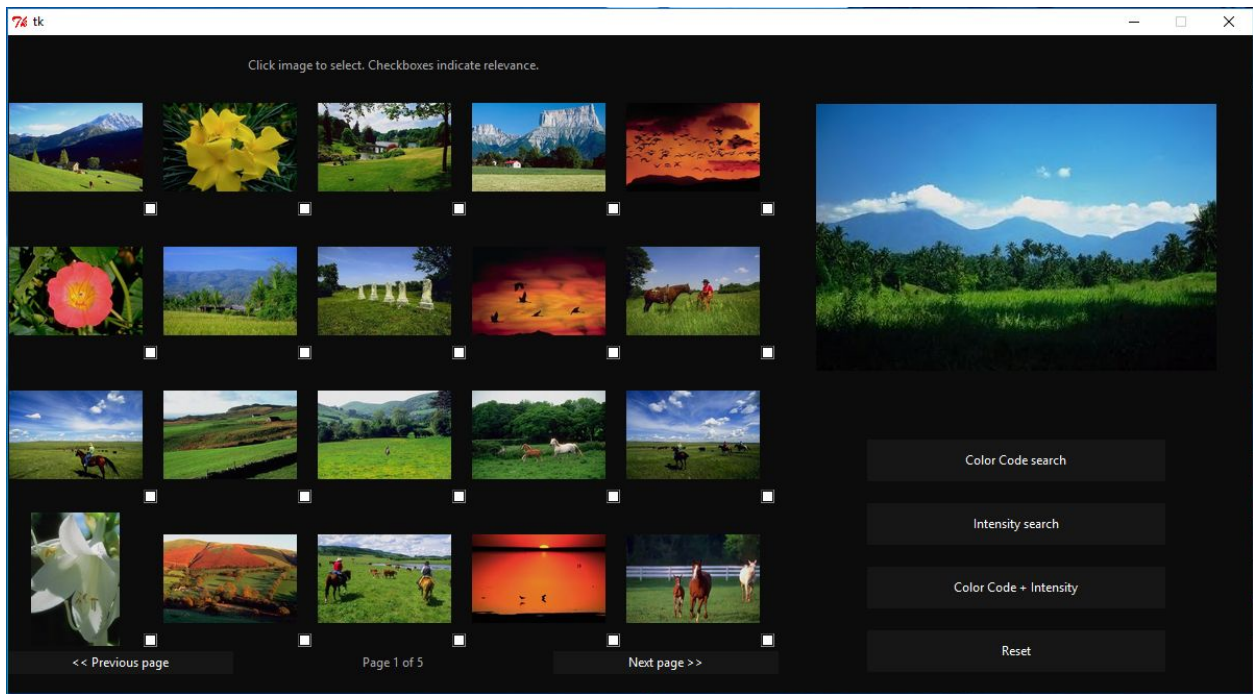 tk
Click image to select. Checkboxes indicate relevance.
Color Code search
Intensity search
Color Code + Intensity
Reset
<< Previous page
Page 1 of 5
Next page >>